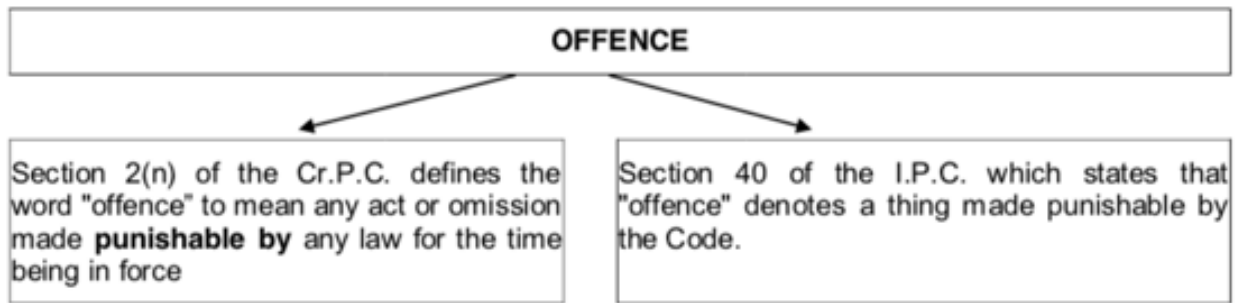 OFFENCE
Section 2(n) of the Cr.P.C. defines the
word "offence" to mean any act or omission
made punishable by any law for the time
being in force
Section 40 of the I.P.C. which states that
"offence" denotes a thing made punishable by
the Code.